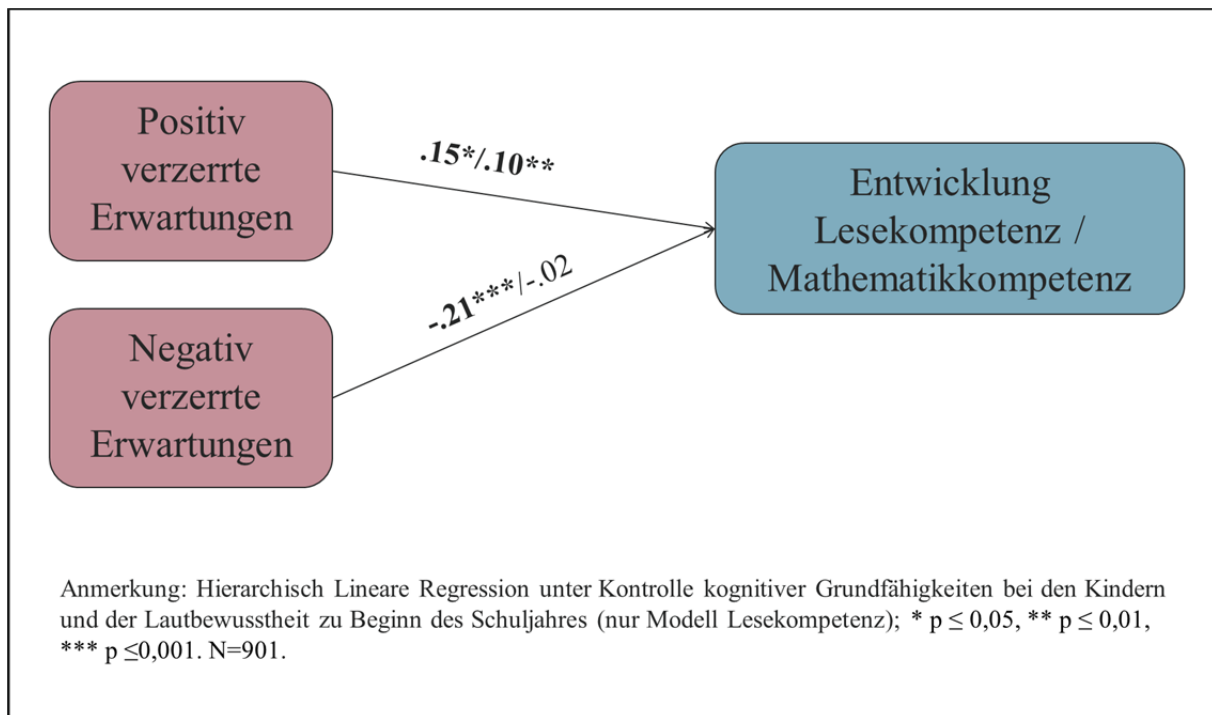 Positiv
verzerrte
Erwartungen
.15*/.10**
Entwicklung
Lesekompetenz /
Mathematikkompetenz
-.21***/-.02
Negativ
verzerrte
Erwartungen
Anmerkung: Hierarchisch Lineare Regression unter Kontrolle kognitiver Grundfähigkeiten bei den Kindern
und der Lautbewusstheit zu Beginn des Schuljahres (nur Modell Lesekompetenz); * p ≤ 0,05, ** p ≤ 0,01,
*** p ≤0,001. N=901.